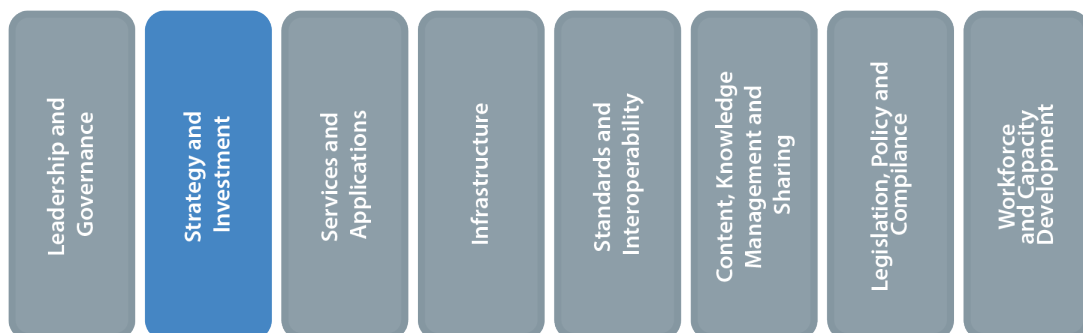 Leadership and
Governance
Strategy and
Investment
Services and
Applications
Infrastructure
Standards and
Interoperability
Content, Knowledge
Management and
Sharing
Legislation, Policy and
Compliance
Workforce
and Capacity
Development